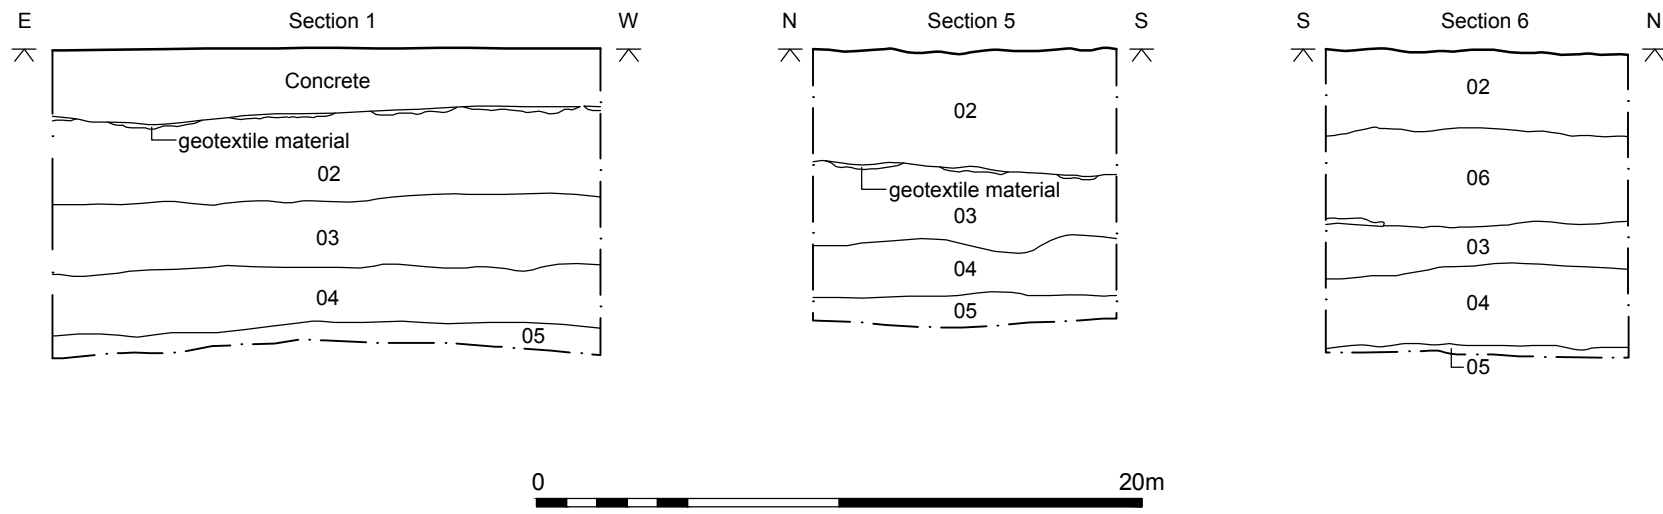 E Section 1 W
Concrete
geotextile material
02
03
04
05
N Section 5 S
02
geotextile material
03
04
05
S Section 6 N
02
06
03
04
05
0 20m